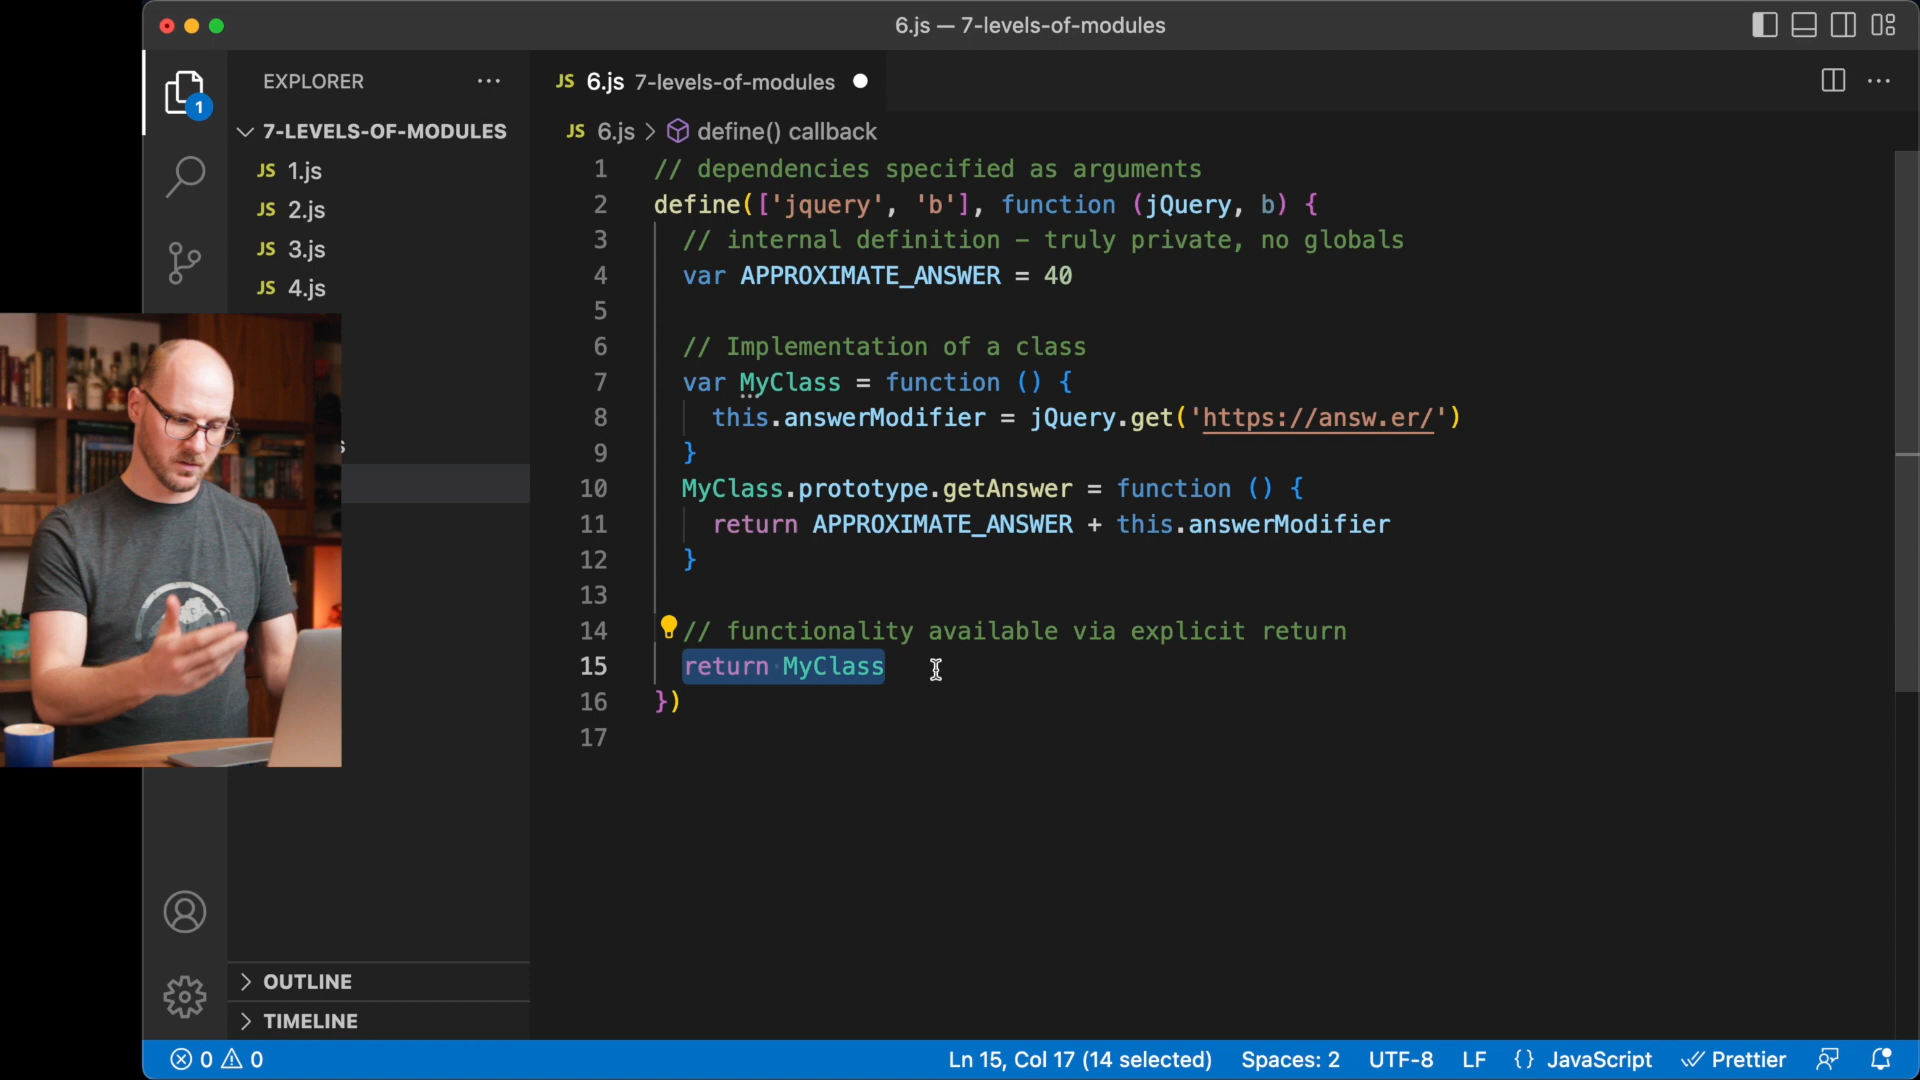 6.js — 7-levels-of-modules
1
EXPLORER
7-LEVELS-OF-MODULES
JS 1.js
JS 2.js
JS 3.js
JS 4.js
s
JS 6.js 7-levels-of-modules
JS 6.js > define() callback
1 // dependencies specified as arguments
2 define(['jquery', 'b'], function (jQuery, b) {
3 // internal definition – truly private, no globals
4 var APPROXIMATE_ANSWER = 40
5
6 // Implementation of a class
7 var MyClass = function () {
8 this.answerModifier = jQuery.get('https://answ.er/')
9 }
10 MyClass.prototype.getAnswer = function () {
11 return APPROXIMATE_ANSWER + this.answerModifier
12 }
13
14 // functionality available via explicit return
15 return MyClass
16 })
17
OUTLINE
TIMELINE
0 0 Ln 15, Col 17 (14 selected) Spaces: 2 UTF-8 LF {} JavaScript Prettier